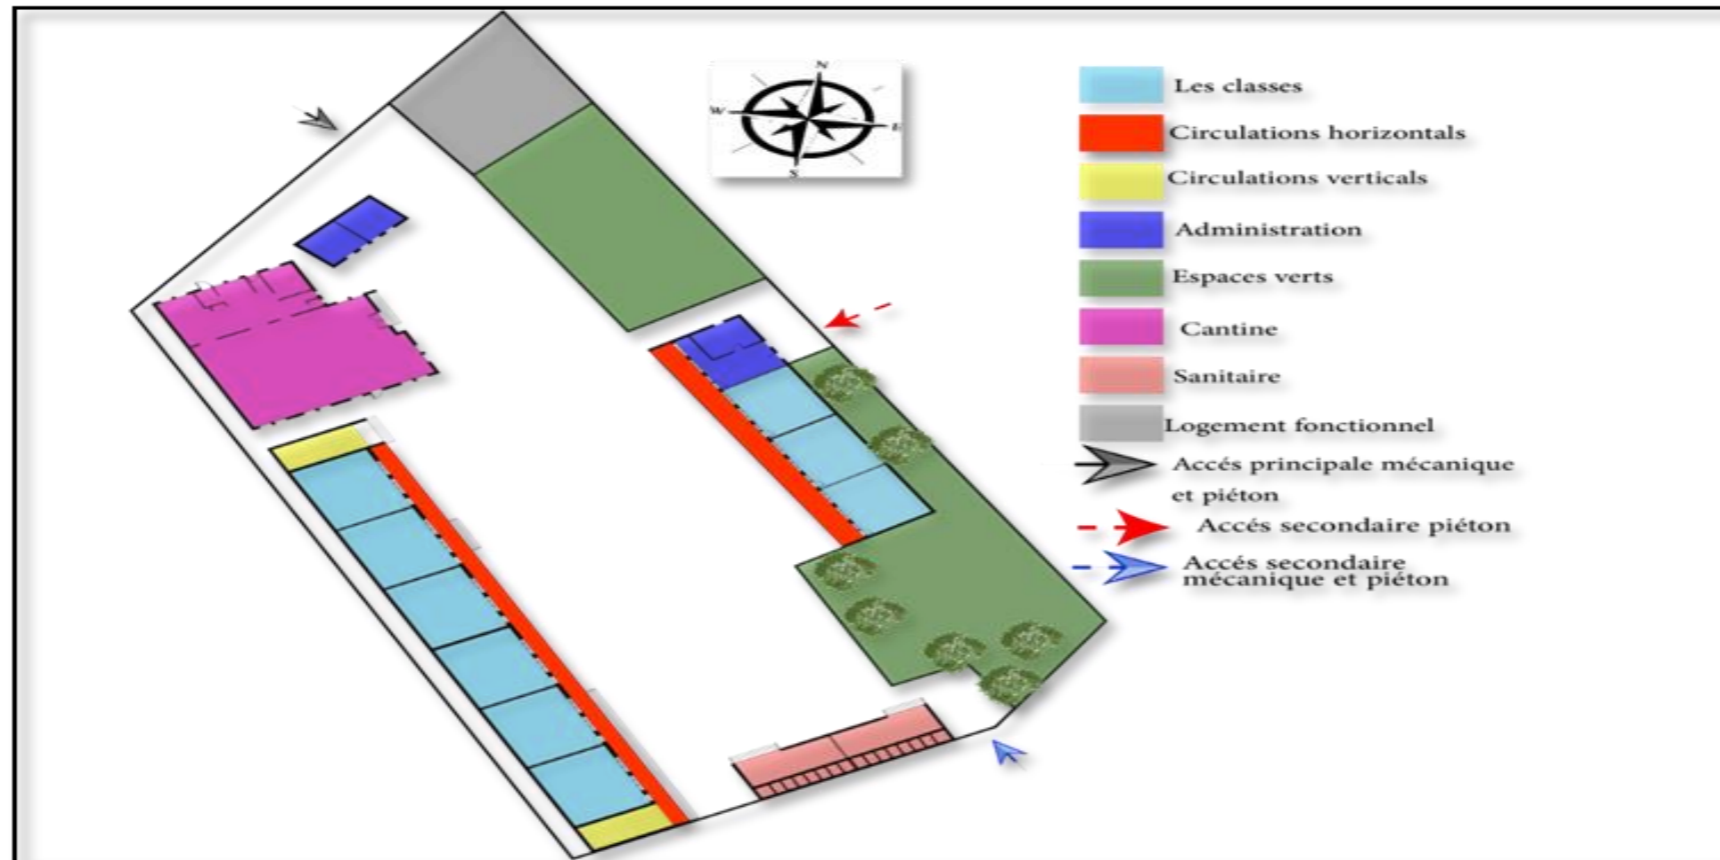 N
W
E
S
Les classes
Circulations horizontals
Circulations verticals
Administration
Espaces verts
Cantine
Sanitaire
Logement fonctionnel
Accés principale mécanique
et piéton
Accés secondaire piéton
Accés secondaire
mécanique et piéton